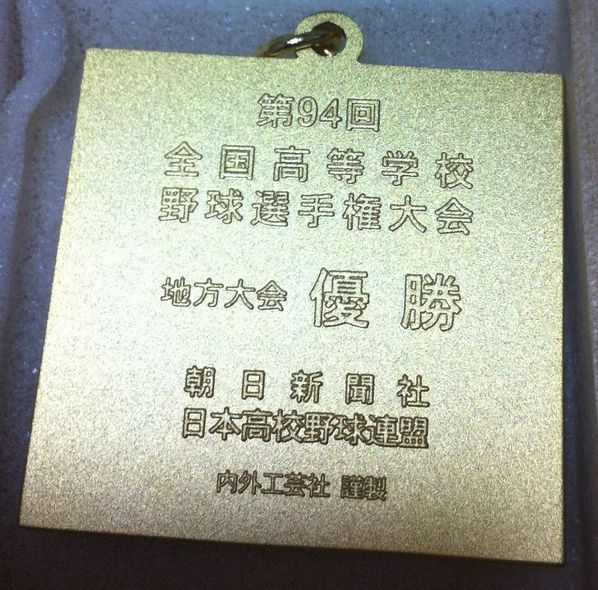 第94回
全国高等学校
野球選手権大会
地方大会 優勝
朝日新聞社
日本高校野球連盟
内外工芸社 謹製